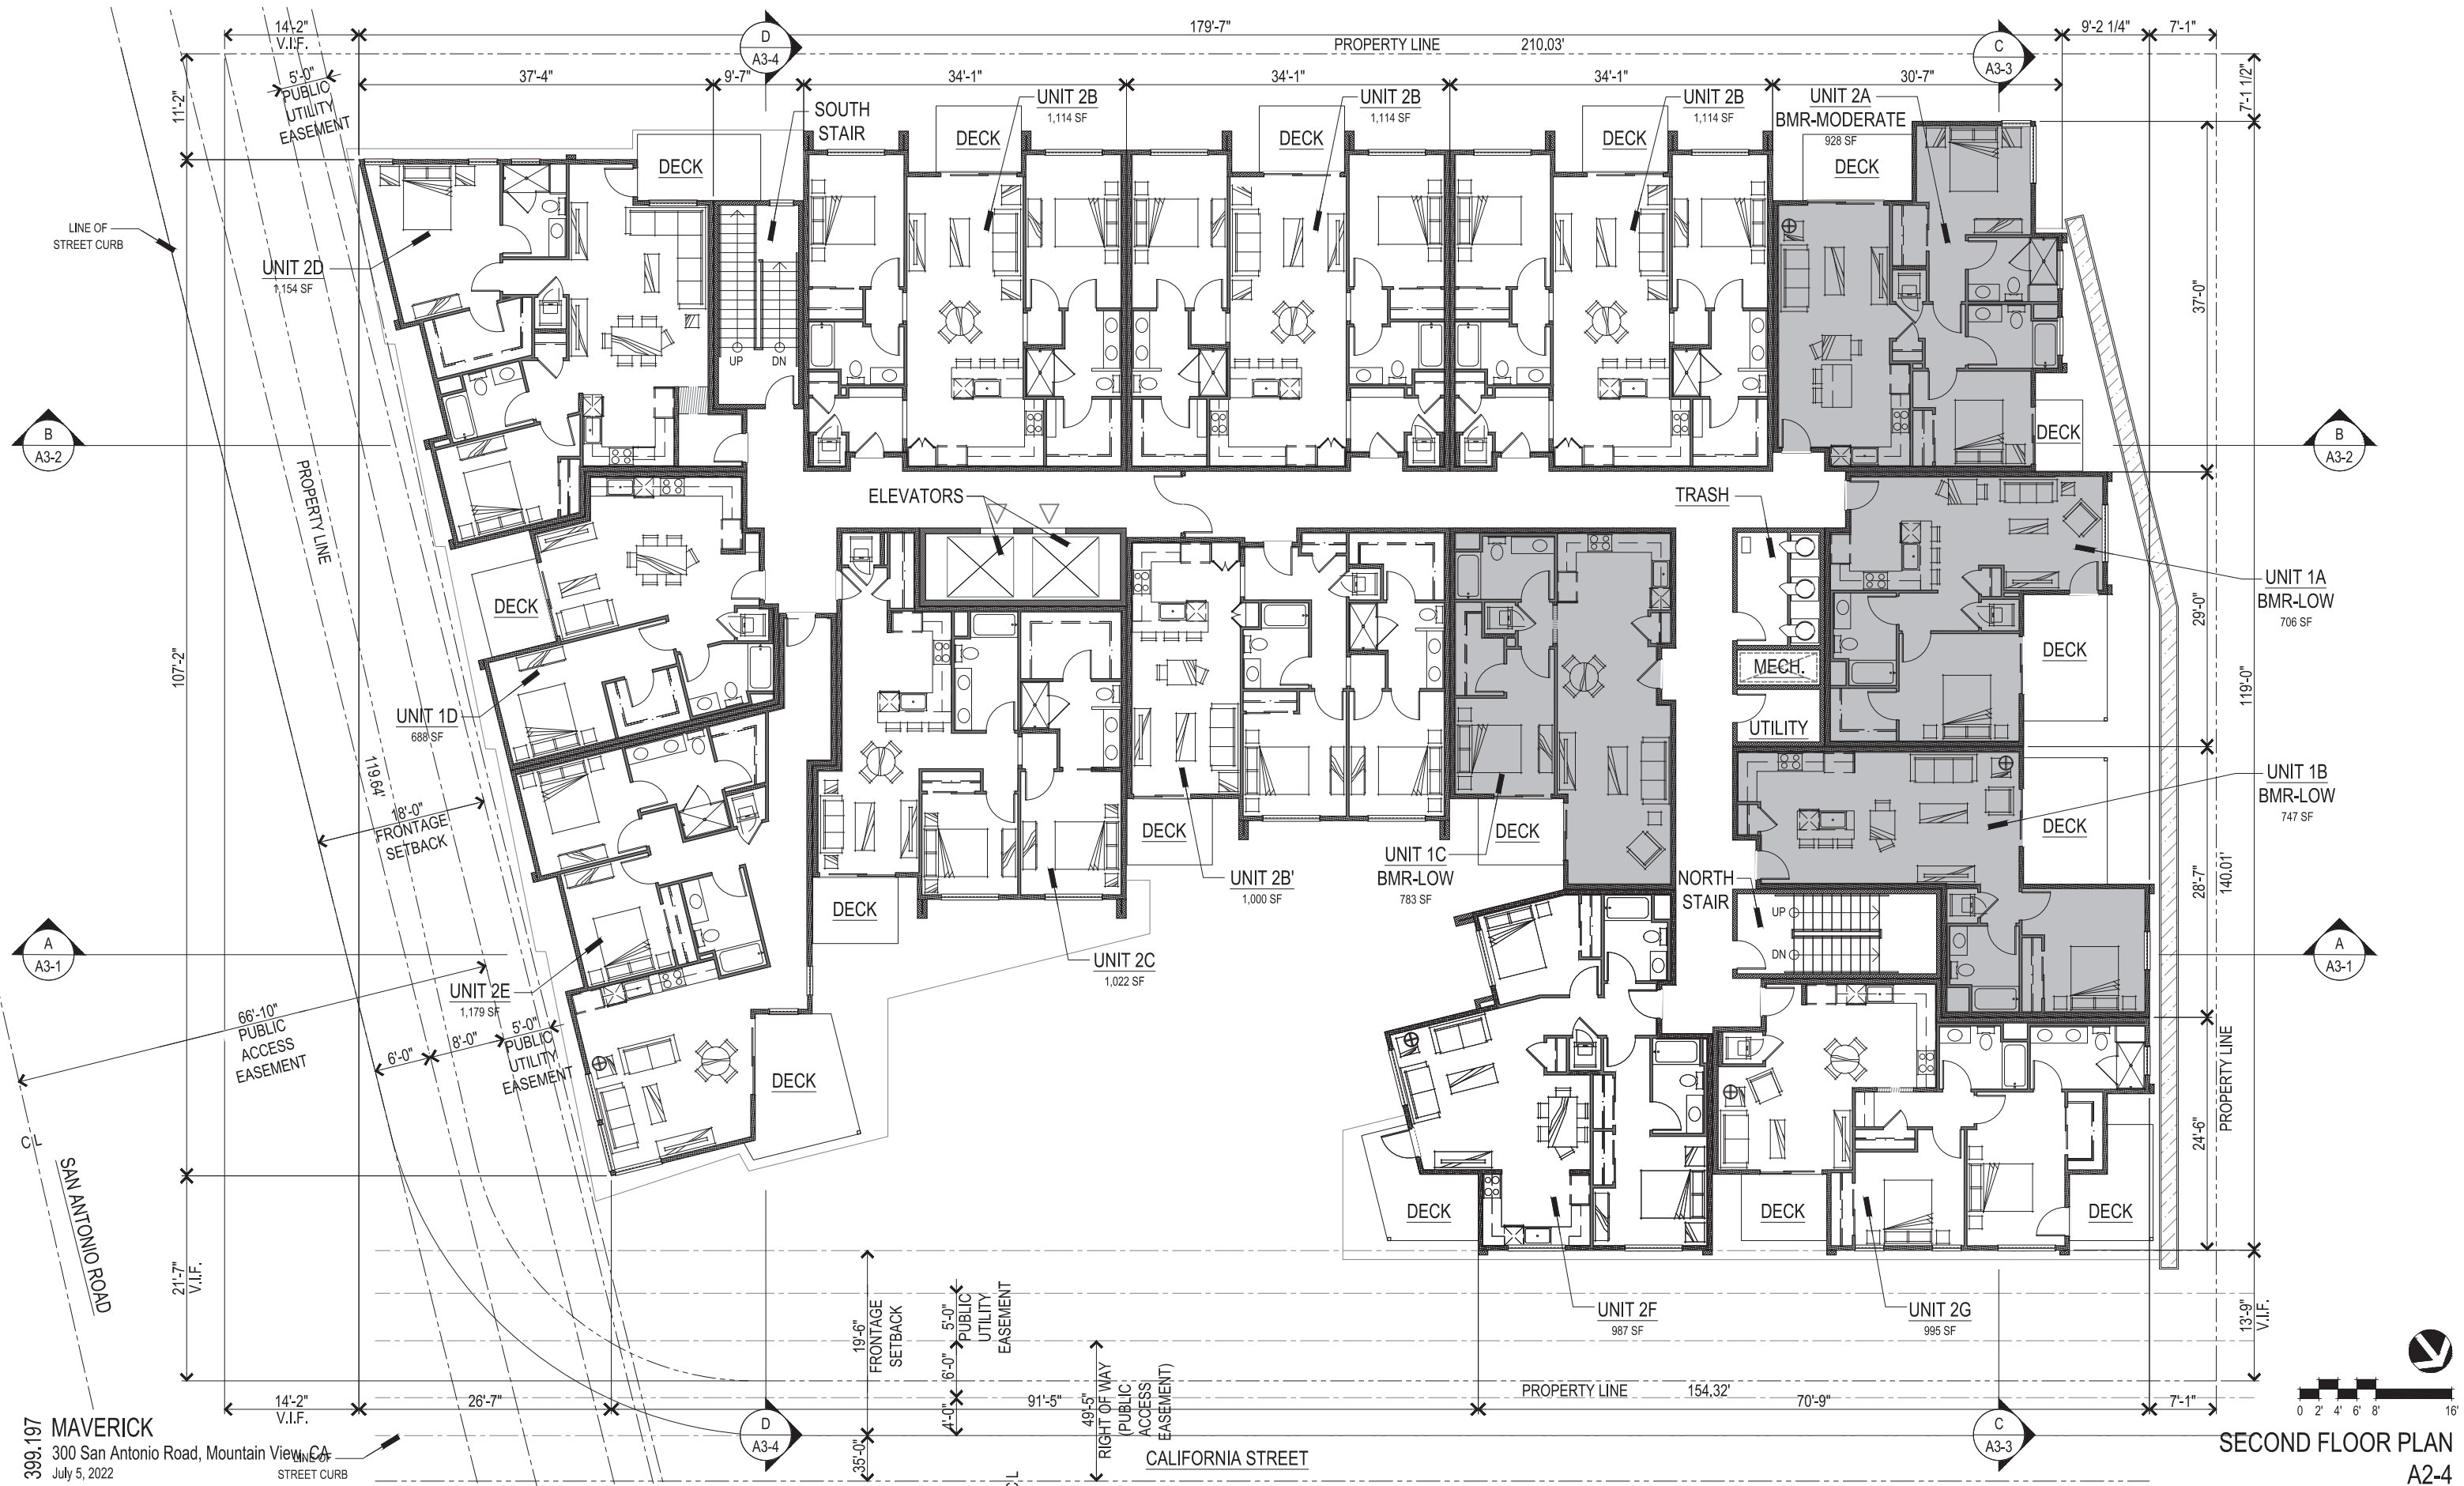 14'-2"
V.I.F.
179'-7"
9'-2 1/4"
7'-1"
PROPERTY LINE 210.03'
D
A3-4
C
A3-3
5'-0"
PUBLIC
UTILITY
EASEMENT
37'-4"
9'-7"
34'-1"
34'-1"
34'-1"
30'-7"
11'-2"
7'-1 1/2"
SOUTH
STAIR
UNIT 2B
1,114 SF
UNIT 2B
1,114 SF
UNIT 2B
1,114 SF
UNIT 2A
BMR-MODERATE
928 SF
DECK
DECK
DECK
DECK
DECK
LINE OF
STREET CURB
UNIT 2D
1,154 SF
37'-0"
UP
DN
B
A3-2
DECK
B
A3-2
PROPERTY LINE
ELEVATORS
TRASH
UNIT 1A
BMR-LOW
706 SF
DECK
29'-0"
107'-2"
DECK
MECH.
119'-0"
UNIT 1D
688 SF
UTILITY
119.64'
18'-0"
FRONTAGE
SETBACK
UNIT 1B
BMR-LOW
747 SF
DECK
DECK
DECK
UNIT 1C
BMR-LOW
783 SF
UNIT 2B'
1,000 SF
NORTH
STAIR
28'-7"
140.01'
DECK
UP
DN
A
A3-1
A
A3-1
UNIT 2C
1,022 SF
UNIT 2E
1,179 SF
66'-10"
PUBLIC
ACCESS
EASEMENT
6'-0"
8'-0"
5'-0"
PUBLIC
UTILITY
EASEMENT
DECK
PROPERTY LINE
24'-6"
C L
SAN ANTONIO ROAD
DECK
DECK
DECK
21'-7"
V.I.F.
19'-6"
FRONTAGE
SETBACK
5'-0"
PUBLIC
UTILITY
EASEMENT
UNIT 2F
987 SF
UNIT 2G
995 SF
13'-9"
V.I.F.
6'-0"
4'-0"
35'-0"
49'-5"
RIGHT OF WAY
(PUBLIC
ACCESS
EASEMENT)
PROPERTY LINE 154.32'
14'-2"
V.I.F.
26'-7"
91'-5"
70'-9"
7'-1"
0 2' 4' 6' 8' 16'
D
A3-4
C
A3-3
399.197
MAVERICK
300 San Antonio Road, Mountain View, CA
July 5, 2022
LINE OF
STREET CURB
C L
CALIFORNIA STREET
SECOND FLOOR PLAN
A2-4